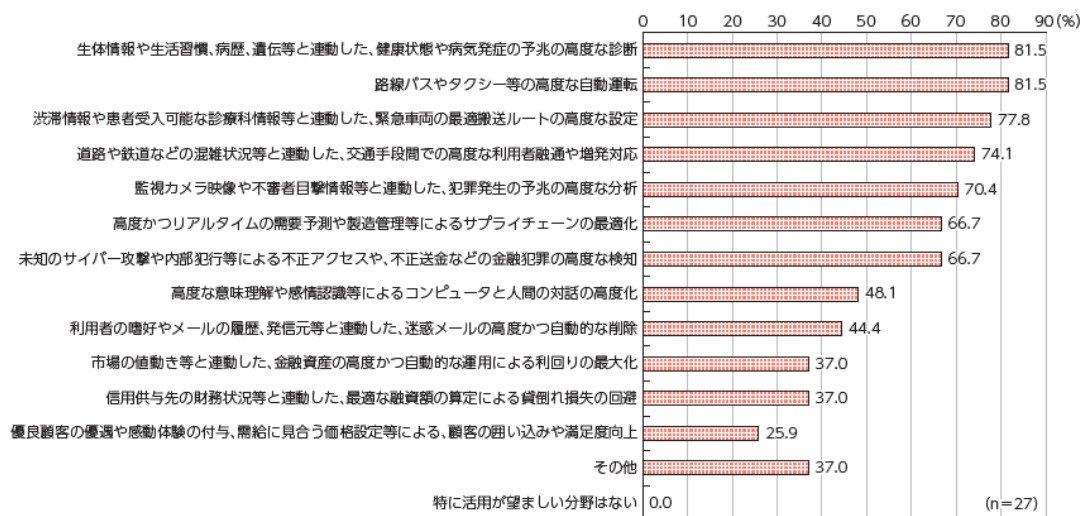 0 10 20 30 40 50 60 70 80 90 (%)
生体情報や生活習慣、病歴、遺伝等と連動した、健康状態や病気発症の予兆の高度な診断 81.5
路線バスやタクシー等の高度な自動運転 81.5
渋滞情報や患者受入可能な診療科情報等と連動した、緊急車両の最適搬送ルートの高度な設定 77.8
道路や鉄道などの混雑状況等と連動した、交通手段間での高度な利用者融通や増発対応 74.1
監視カメラ映像や不審者目撃情報等と連動した、犯罪発生の予兆の高度な分析 70.4
高度かつリアルタイムの需要予測や製造管理等によるサプライチェーンの最適化 66.7
未知のサイバー攻撃や内部犯行等による不正アクセスや、不正送金などの金融犯罪の高度な検知 66.7
高度な意味理解や感情認識等によるコンピュータと人間の対話の高度化 48.1
利用者の嗜好やメールの履歴、発信元等と連動した、迷惑メールの高度かつ自動的な削除 44.4
市場の値動き等と連動した、金融資産の高度かつ自動的な運用による利回りの最大化 37.0
信用供与先の財務状況等と連動した、最適な融資額の算定による貸倒れ損失の回避 37.0
優良顧客の優遇や感動体験の付与、需給に見合う価格設定等による、顧客の囲い込みや満足度向上 25.9
その他 37.0
特に活用が望ましい分野はない 0.0 (n=27)